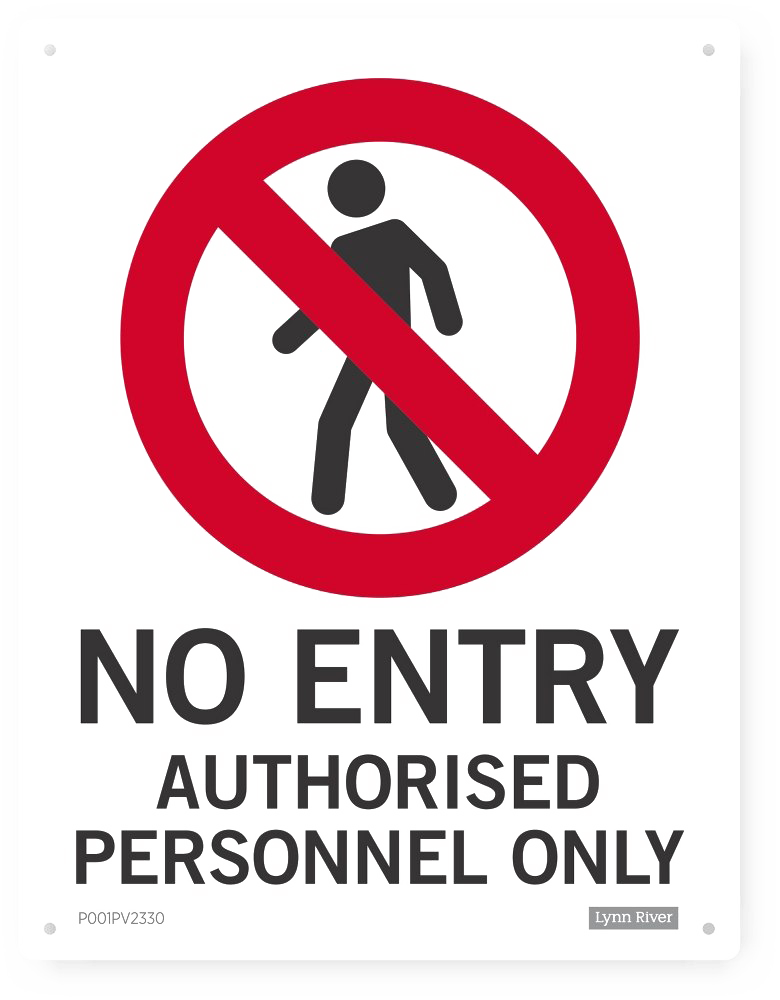 NO ENTRY
AUTHORISED
PERSONNEL ONLY
P001PV2330
Lynn River